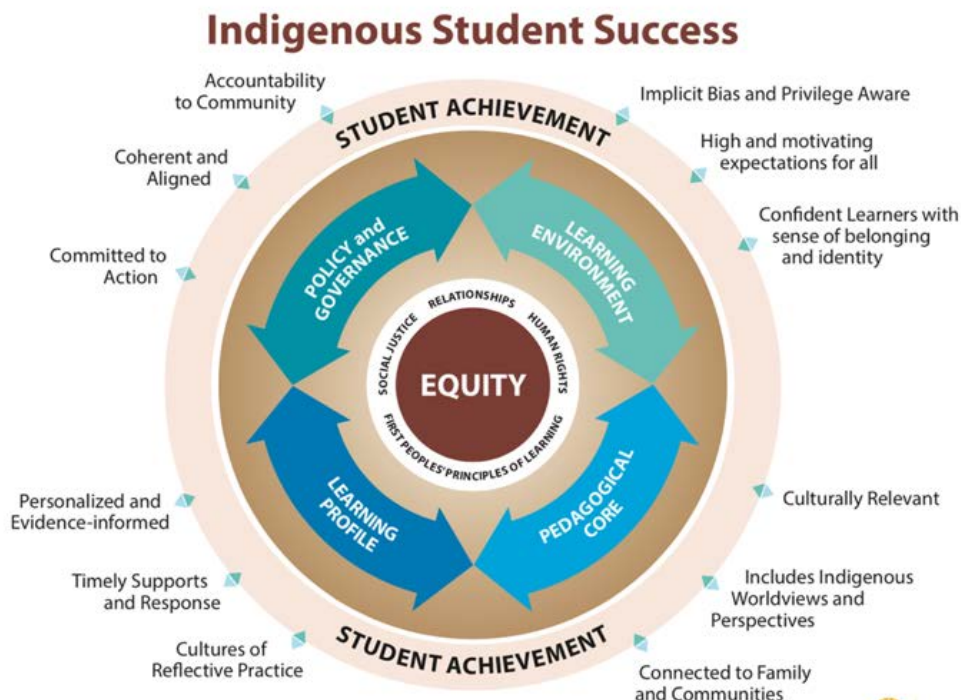 Indigenous Student Success
Accountability
to Community
Coherent and
Aligned
Committed to
Action
STUDENT ACHIEVEMENT
Implicit Bias and Privilege Aware
High and motivating
expectations for all
Confident Learners with
sense of belonging
and identity
POLICY and
GOVERNANCE
LEARNING
ENVIRONMENT
SOCIAL JUSTICE
RELATIONSHIPS
HUMAN RIGHTS
EQUITY
FIRST PEOPLES' PRINCIPLES OF LEARNING
LEARNING
PROFILE
PEDAGOGICAL
CORE
Personalized and
Evidence-informed
Timely Supports
and Response
Cultures of
Reflective Practice
STUDENT ACHIEVEMENT
Culturally Relevant
Includes Indigenous
Worldviews and
Perspectives
Connected to Family
and Communities